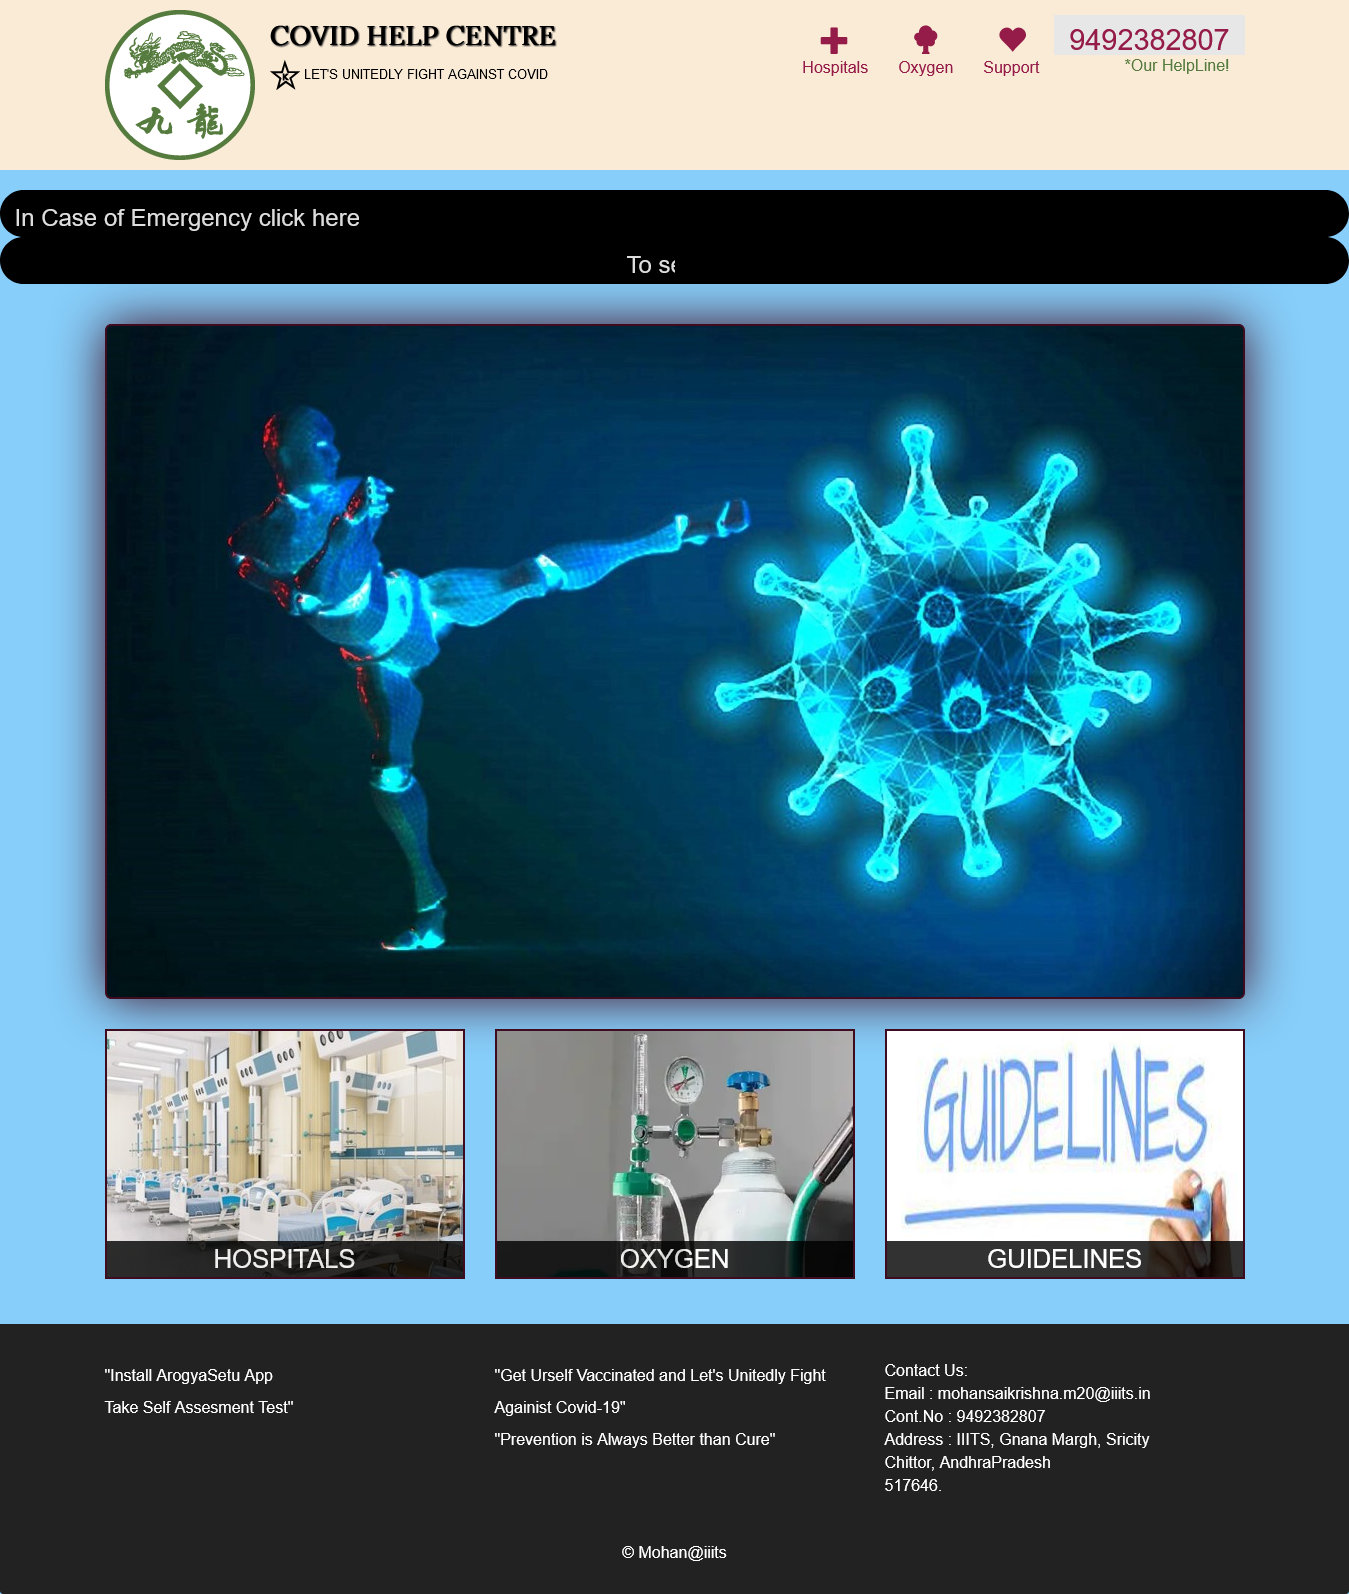 九龍
COVID HELP CENTRE
LET'S UNITEDLY FIGHT AGAINST COVID
Hospitals
Oxygen
Support
9492382807
*Our HelpLine!
In Case of Emergency click here
To se
HOSPITALS
OXYGEN
GUIDELINES
GUIDELINES
"Install ArogyaSetu App
Take Self Assesment Test"
"Get Urself Vaccinated and Let's Unitedly Fight
Againist Covid-19"
"Prevention is Always Better than Cure"
Contact Us:
Email : mohansaikrishna.m20@iiits.in
Cont.No : 9492382807
Address : IIITS, Gnana Margh, Sricity
Chittor, AndhraPradesh
517646.
© Mohan@iiits